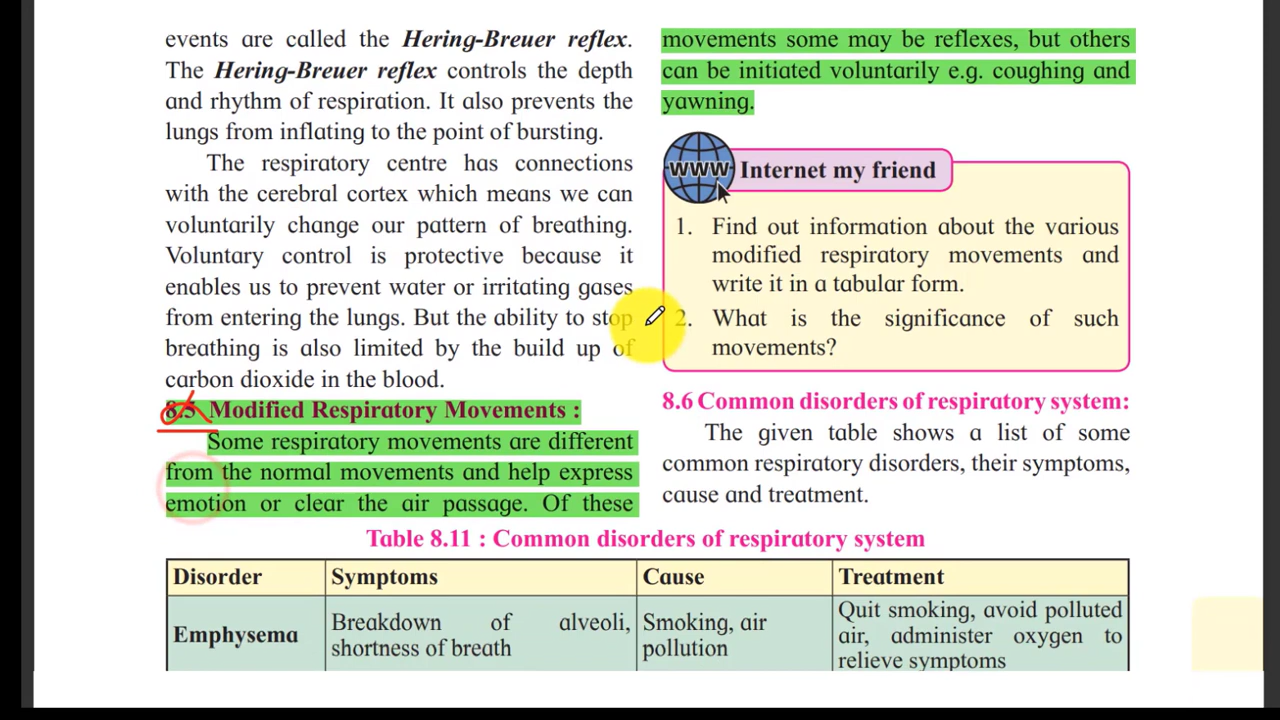 events are called the Hering-Breuer reflex.
The Hering-Breuer reflex controls the depth
and rhythm of respiration. It also prevents the
lungs from inflating to the point of bursting.
The respiratory centre has connections
with the cerebral cortex which means we can
voluntarily change our pattern of breathing.
Voluntary control is protective because it
enables us to prevent water or irritating gases
from entering the lungs. But the ability to stop
breathing is also limited by the build up of
carbon dioxide in the blood.
8.5 Modified Respiratory Movements :
Some respiratory movements are different
from the normal movements and help express
emotion or clear the air passage. Of these
movements some may be reflexes, but others
can be initiated voluntarily e.g. coughing and
yawning.
WWW Internet my friend
1. Find out information about the various
modified respiratory movements and
write it in a tabular form.
2. What is the significance of such
movements?
8.6 Common disorders of respiratory system:
The given table shows a list of some
common respiratory disorders, their symptoms,
cause and treatment.
Table 8.11 : Common disorders of respiratory system
Disorder Symptoms Cause Treatment
Emphysema
Breakdown of alveoli,
shortness of breath
Smoking, air
pollution
Quit smoking, avoid polluted
air, administer oxygen to
relieve symptoms